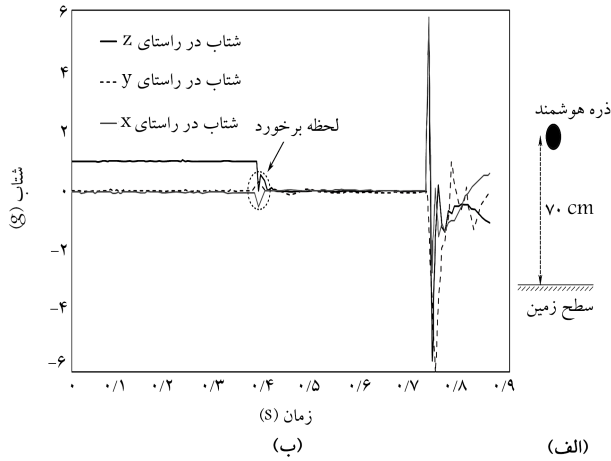 شتاب در راستای z
شتاب در راستای y
شتاب در راستای x
لحظه برخورد
۶
۴
۲
۰
-۲
-۴
-۶
شتاب (g)
۰ ۰/۱ ۰/۲ ۰/۳ ۰/۴ ۰/۵ ۰/۶ ۰/۷ ۰/۸ ۰/۹
زمان (s)
(ب)
ذره هوشمند
۷۰ cm
سطح زمین
(الف)